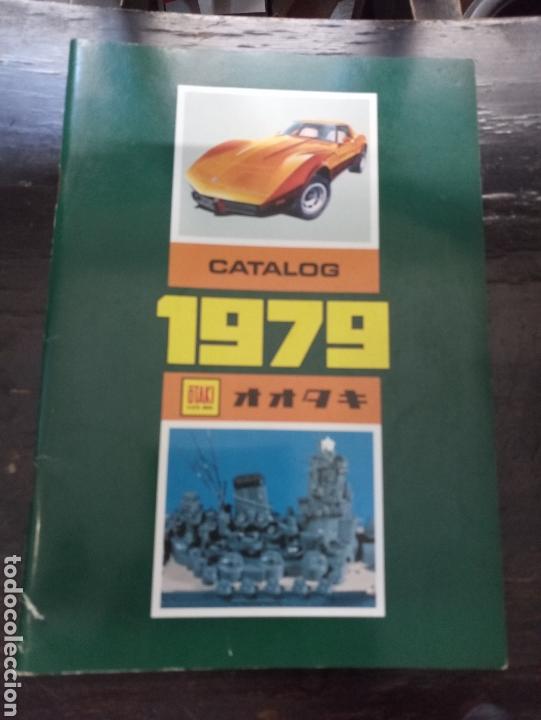 CATALOG
1979
OTAKI
オオタキ
todocoleccion